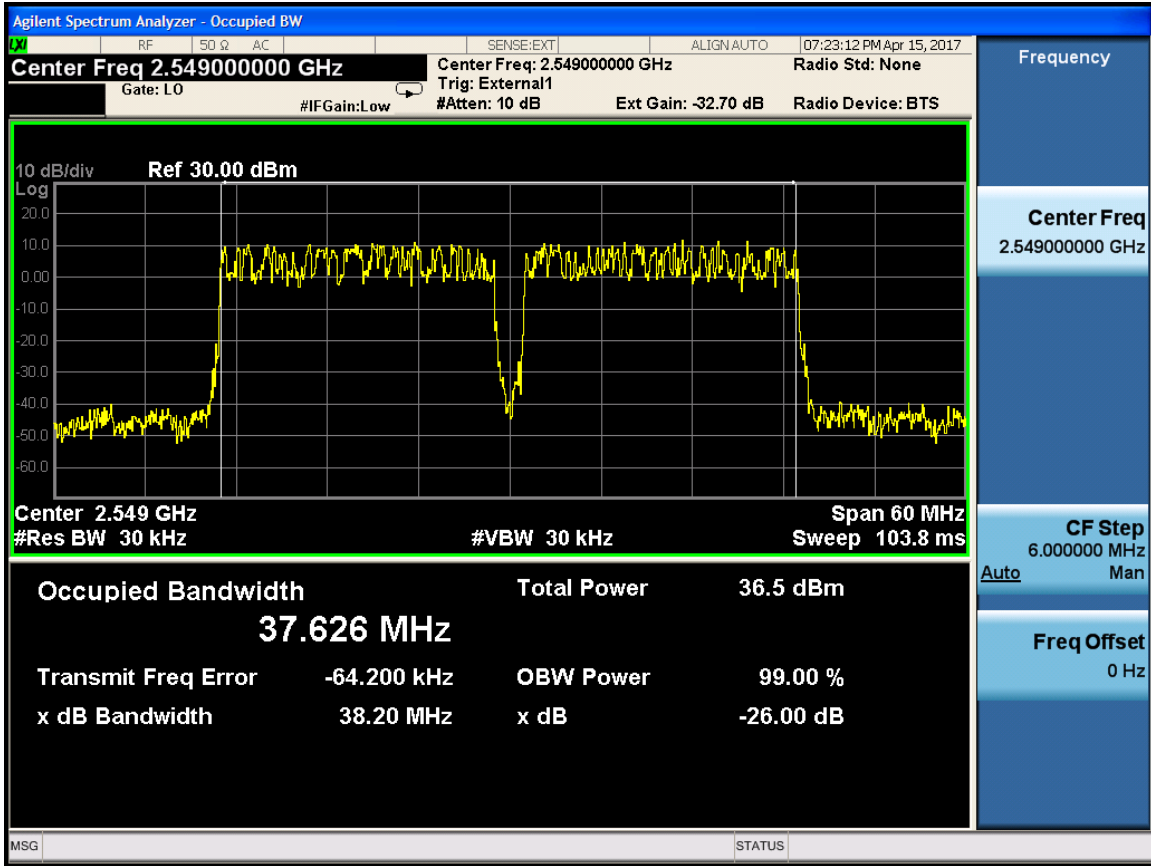 Agilent Spectrum Analyzer - Occupied BW
LXI RF 50 Ω AC SENSE:EXT ALIGN AUTO 07:23:12 PM Apr 15, 2017
Center Freq 2.549000000 GHz
Gate: LO
#IFGain:Low
Center Freq: 2.549000000 GHz
Trig: External1
#Atten: 10 dB Ext Gain: -32.70 dB
Radio Std: None
Radio Device: BTS
10 dB/div Ref 30.00 dBm
Log
20.0
10.0
0.00
-10.0
-20.0
-30.0
-40.0
-50.0
-60.0
Center 2.549 GHz Span 60 MHz
#Res BW 30 kHz #VBW 30 kHz Sweep 103.8 ms
Occupied Bandwidth Total Power 36.5 dBm
37.626 MHz
Transmit Freq Error -64.200 kHz OBW Power 99.00 %
x dB Bandwidth 38.20 MHz x dB -26.00 dB
Frequency
Center Freq
2.549000000 GHz
CF Step
6.000000 MHz
Auto Man
Freq Offset
0 Hz
MSG STATUS